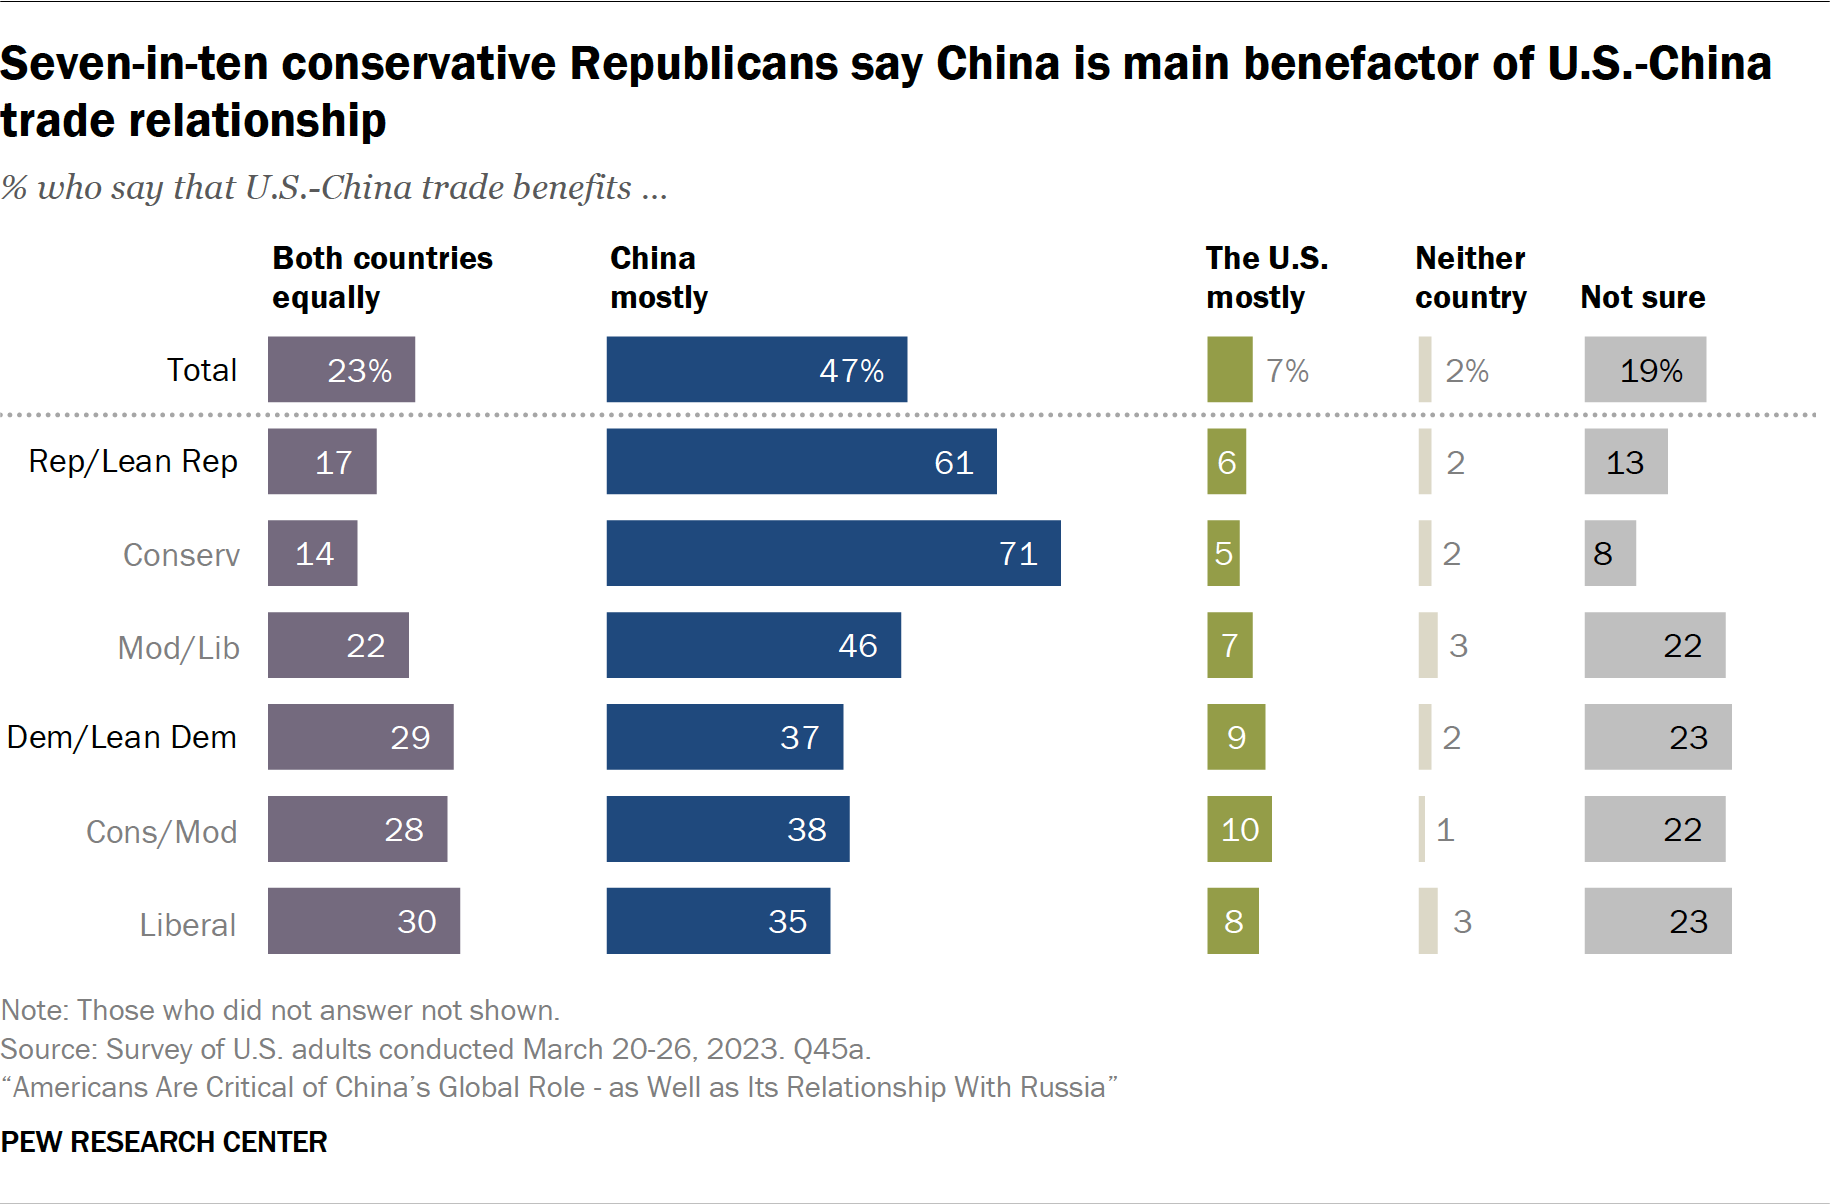 Seven-in-ten conservative Republicans say China is main benefactor of U.S.-China
trade relationship
% who say that U.S.-China trade benefits ...
Both countries equally China mostly The U.S. mostly Neither country Not sure
Total 23% 47% 7% 2% 19%
Rep/Lean Rep 17 61 6 2 13
Conserv 14 71 5 2 8
Mod/Lib 22 46 7 3 22
Dem/Lean Dem 29 37 9 2 23
Cons/Mod 28 38 10 1 22
Liberal 30 35 8 3 23
Note: Those who did not answer not shown.
Source: Survey of U.S. adults conducted March 20-26, 2023. Q45a.
“Americans Are Critical of China’s Global Role - as Well as Its Relationship With Russia”
PEW RESEARCH CENTER